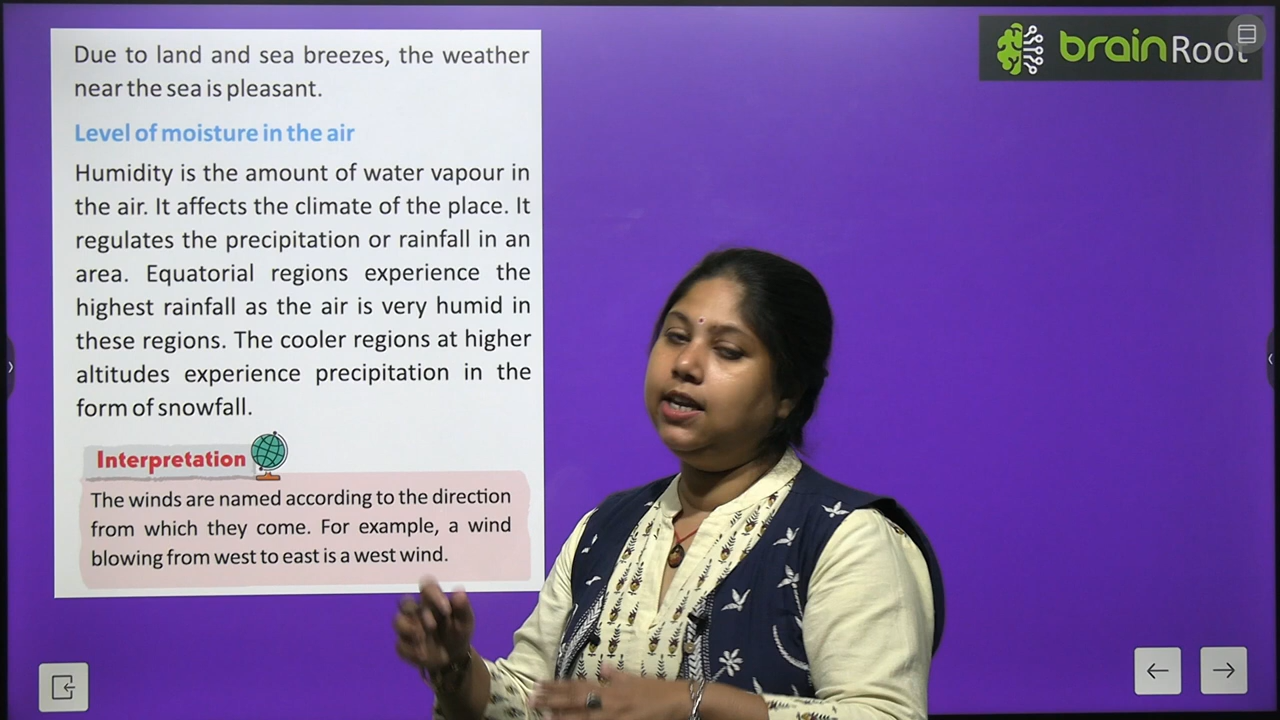 Due to land and sea breezes, the weather
near the sea is pleasant.
Level of moisture in the air
Humidity is the amount of water vapour in
the air. It affects the climate of the place. It
regulates the precipitation or rainfall in an
area. Equatorial regions experience the
highest rainfall as the air is very humid in
these regions. The cooler regions at higher
altitudes experience precipitation in the
form of snowfall.
Interpretation
The winds are named according to the direction
from which they come. For example, a wind
blowing from west to east is a west wind.
brainRoot